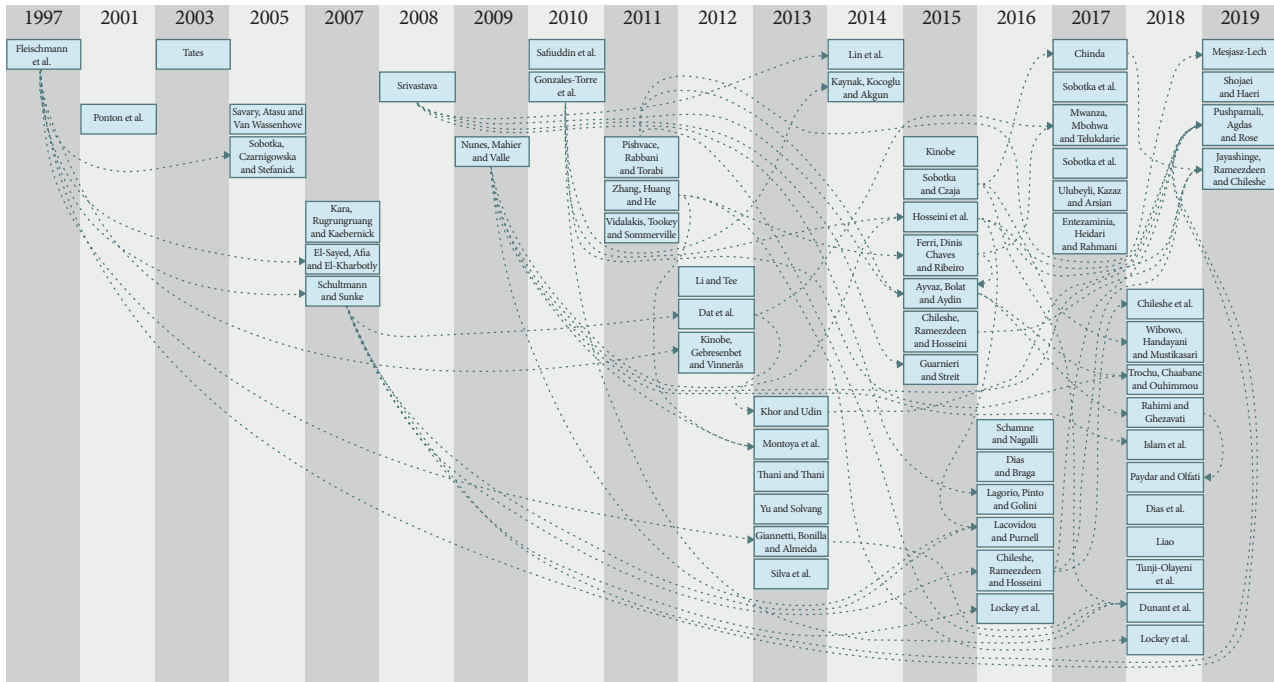 1997
2001
2003
2005
2007
2008
2009
2010
2011
2012
2013
2014
2015
2016
2017
2018
2019
Fleischmann
et al.
Ponton et al.
Tates
Savary, Atasu and
Van Wassenhove
Sobotka,
Czarnigowska
and Stefanick
Kara,
Rugrungruang
and Kaebernick
El-Sayed, Afia
and El-Kharbotly
Schultmann
and Sunke
Srivastava
Nunes, Mahier
and Valle
Safiuddin et al.
Gonzales-Torre
et al.
Pishvace,
Rabbani
and Torabi
Zhang, Huang
and He
Vidalakis, Tookey
and Sommerville
Li and Tee
Dat et al.
Kinobe,
Gebresenbet
and Vinnerås
Khor and Udin
Montoya et al.
Thani and Thani
Yu and Solvang
Giannetti, Bonilla
and Almeida
Silva et al.
Lin et al.
Kaynak, Kocoglu
and Akgun
Kinobe
Sobotka
and Czaja
Hosseini et al.
Ferri, Dinis
Chaves
and Ribeiro
Ayvaz, Bolat
and Aydin
Chileshe,
Rameezdeen
and Hosseini
Guarnieri
and Streit
Schamne
and Nagalli
Dias
and Braga
Lagorio, Pinto
and Golini
Lacovidou
and Purnell
Chileshe,
Rameezdeen
and Hosseini
Lockey et al.
Chinda
Sobotka et al.
Mwanza,
Mbohwa
and Telukdarie
Sobotka et al.
Ulubeyli, Kazaz
and Arsian
Entezaminia,
Heidari
and Rahmani
Chileshe et al.
Wibowo,
Handayani
and Mustikasari
Trochu, Chaabane
and Ouhimmou
Rahimi and
Ghezavati
Islam et al.
Paydar and Olfati
Dias et al.
Liao
Tunji-Olayeni
et al.
Dunant et al.
Lockey et al.
Mesjasz-Lech
Shojaei
and Haeri
Pushpamali,
Agdas
and Rose
Jayashinge,
Rameezdeen
and Chileshe